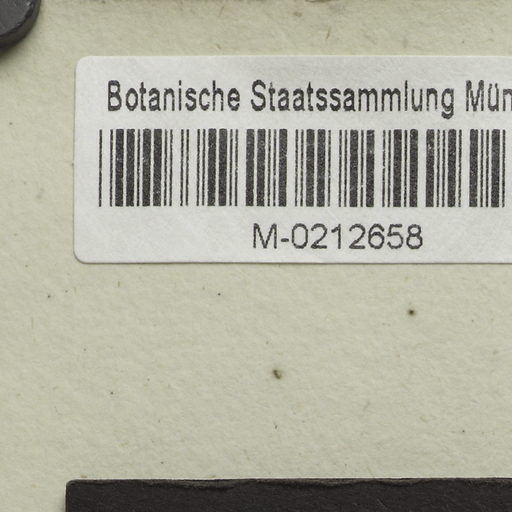 Botanische Staatssammlung Mün
M-0212658